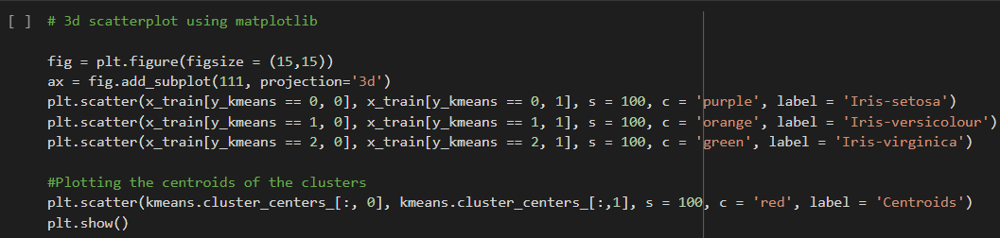 [ ] # 3d scatterplot using matplotlib
fig = plt.figure(figsize = (15,15))
ax = fig.add_subplot(111, projection='3d')
plt.scatter(x_train[y_kmeans == 0, 0], x_train[y_kmeans == 0, 1], s = 100, c = 'purple', label = 'Iris-setosa')
plt.scatter(x_train[y_kmeans == 1, 0], x_train[y_kmeans == 1, 1], s = 100, c = 'orange', label = 'Iris-versicolour')
plt.scatter(x_train[y_kmeans == 2, 0], x_train[y_kmeans == 2, 1], s = 100, c = 'green', label = 'Iris-virginica')
#Plotting the centroids of the clusters
plt.scatter(kmeans.cluster_centers_[:, 0], kmeans.cluster_centers_[:,1], s = 100, c = 'red', label = 'Centroids')
plt.show()